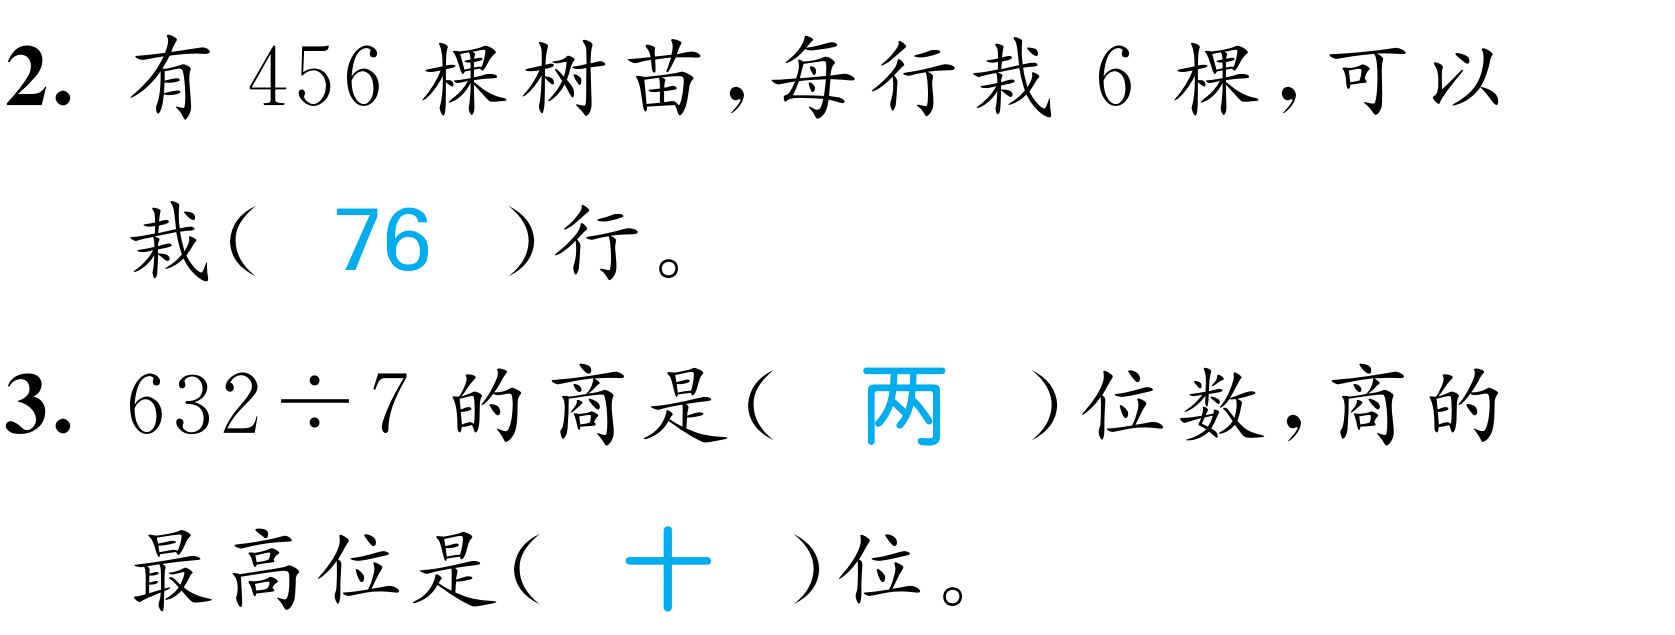 2. 有 456 棵树苗,每行栽 6 棵,可以
栽( 76 )行。
3. 632÷7 的商是( 两 )位数,商的
最高位是( 十 )位。